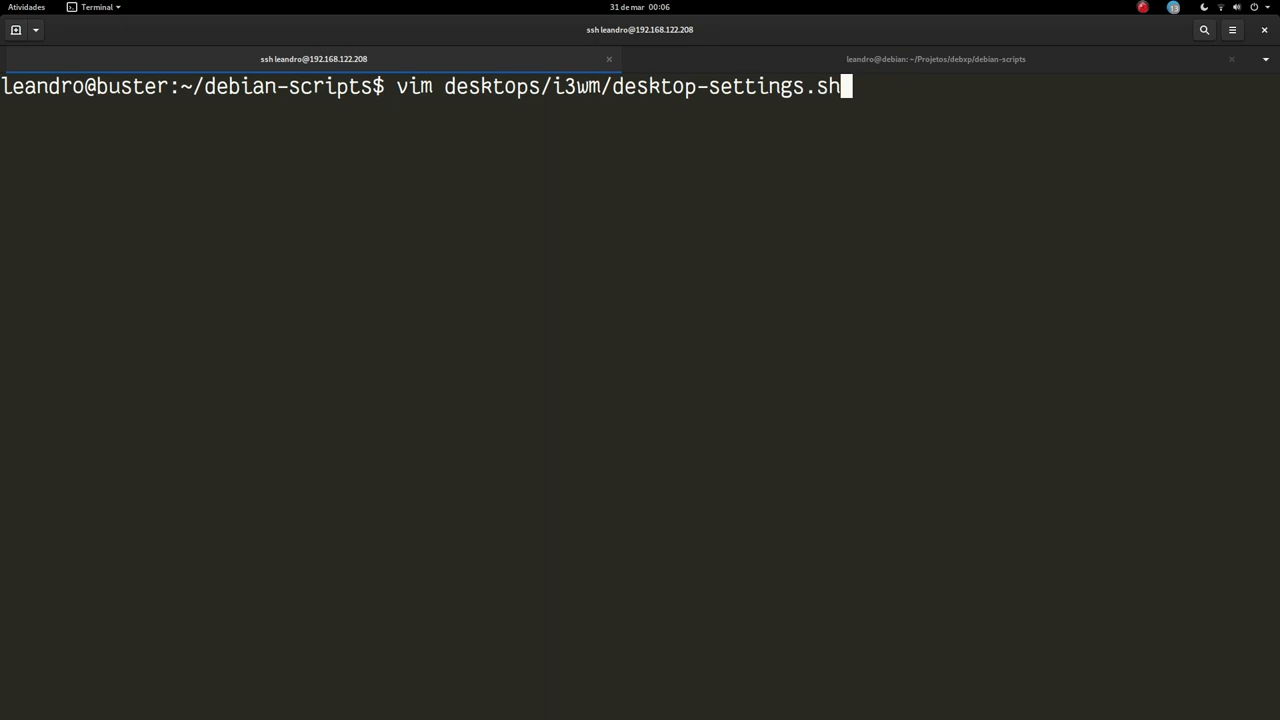 Atividades
Terminal
31 de mar 00:06
13
ssh leandro@192.168.122.208
ssh leandro@192.168.122.208
leandro@debian: ~/Projetos/debxp/debian-scripts
leandro@buster:~/debian-scripts$ vim desktops/i3wm/desktop-settings.sh